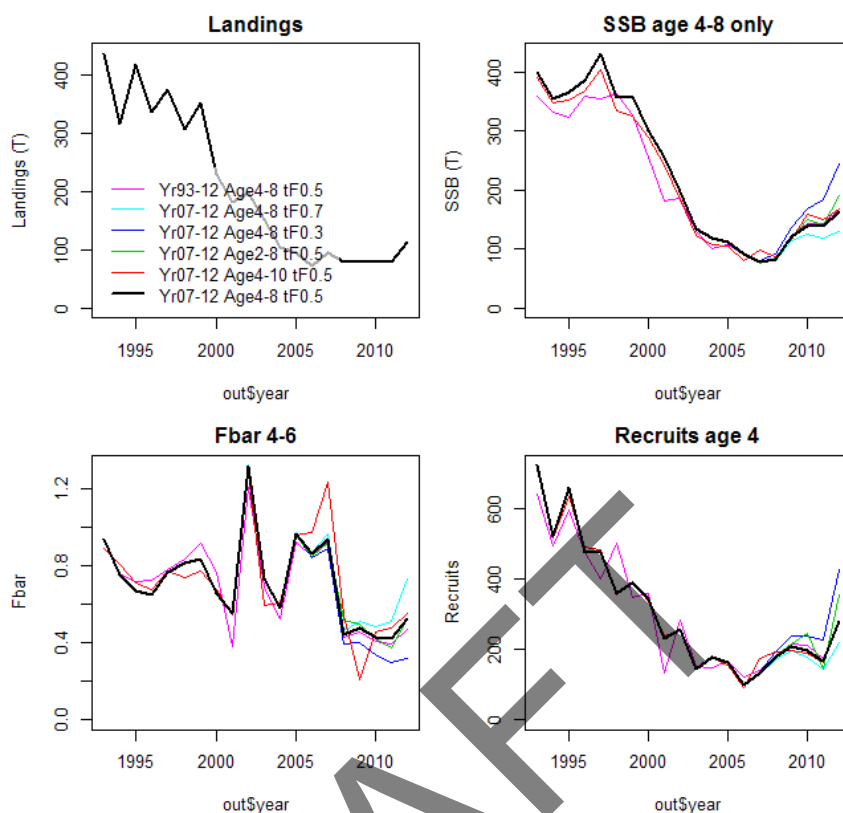 Landings
SSB age 4-8 only
Landings (T)
0 100 200 300 400
Yr93-12 Age4-8 tF0.5
Yr07-12 Age4-8 tF0.7
Yr07-12 Age4-8 tF0.3
Yr07-12 Age2-8 tF0.5
Yr07-12 Age4-10 tF0.5
Yr07-12 Age4-8 tF0.5
1995 2000 2005 2010
out$year
SSB (T)
0 100 200 300 400
1995 2000 2005 2010
out$year
Fbar 4-6
Recruits age 4
Fbar
0.0 0.4 0.8 1.2
1995 2000 2005 2010
out$year
Recruits
0 200 400 600
1995 2000 2005 2010
out$year